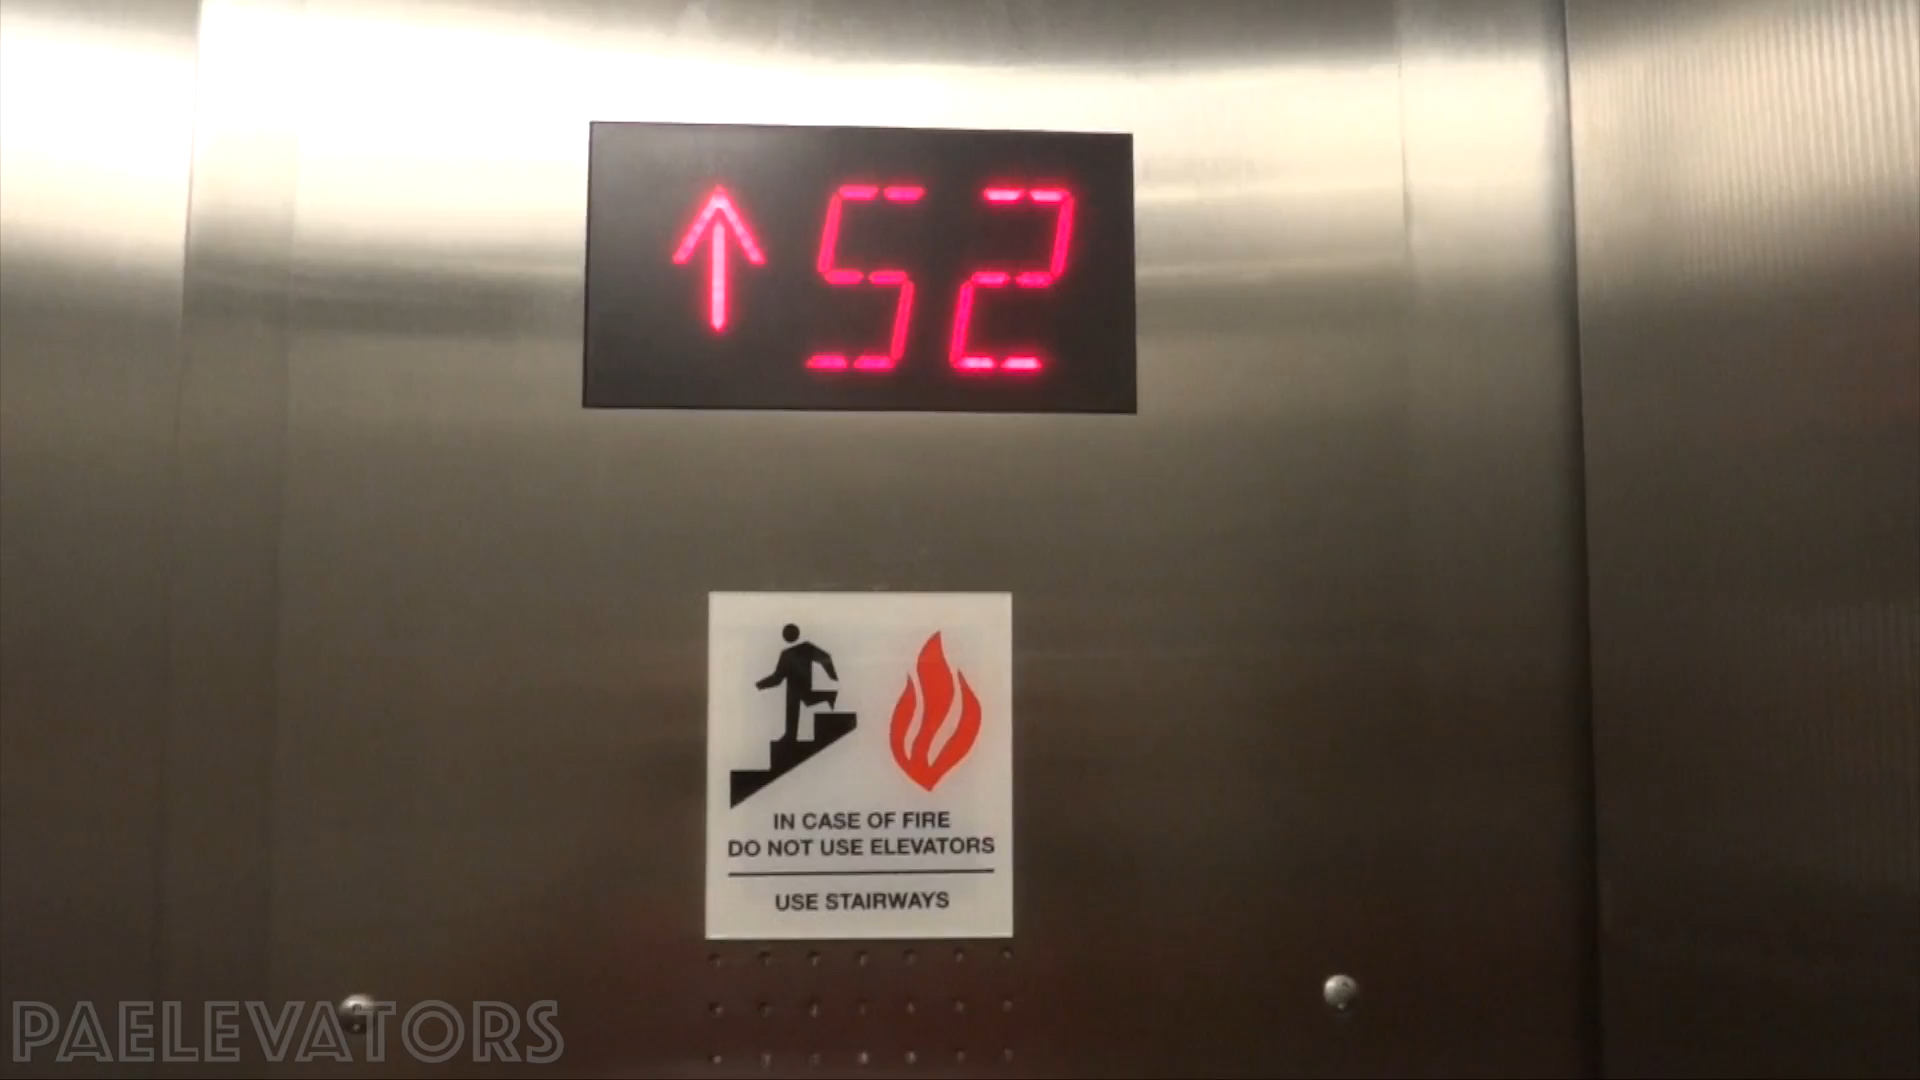 ↑ 52
IN CASE OF FIRE
DO NOT USE ELEVATORS
USE STAIRWAYS
PAELEVATORS